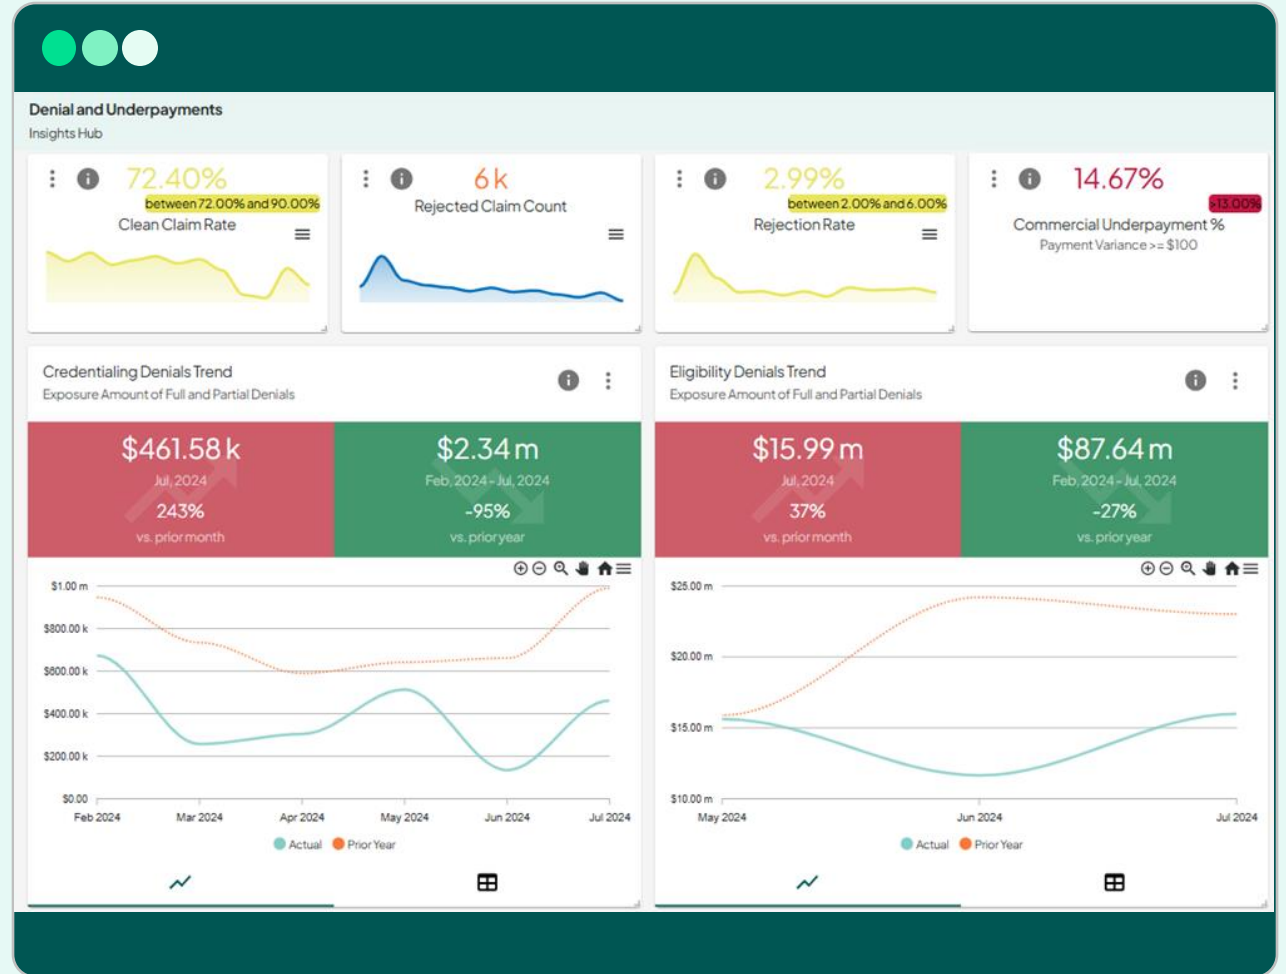 Denial and Underpayments
Insights Hub
72.40%
between 72.00% and 90.00%
Clean Claim Rate
6 k
Rejected Claim Count
2.99%
between 2.00% and 6.00%
Rejection Rate
14.67%
>13.00%
Commercial Underpayment %
Payment Variance >= $100
Credentialing Denials Trend
Exposure Amount of Full and Partial Denials
$461.58 k
Jul, 2024
243%
vs. prior month
$2.34 m
Feb, 2024 - Jul, 2024
-95%
vs. prior year
$1.00 m
$800.00 k
$600.00 k
$400.00 k
$200.00 k
$0.00
Feb 2024 Mar 2024 Apr 2024 May 2024 Jun 2024 Jul 2024
Actual Prior Year
Eligibility Denials Trend
Exposure Amount of Full and Partial Denials
$15.99 m
Jul, 2024
37%
vs. prior month
$87.64 m
Feb, 2024 - Jul, 2024
-27%
vs. prior year
$25.00 m
$20.00 m
$15.00 m
$10.00 m
May 2024 Jun 2024 Jul 2024
Actual Prior Year